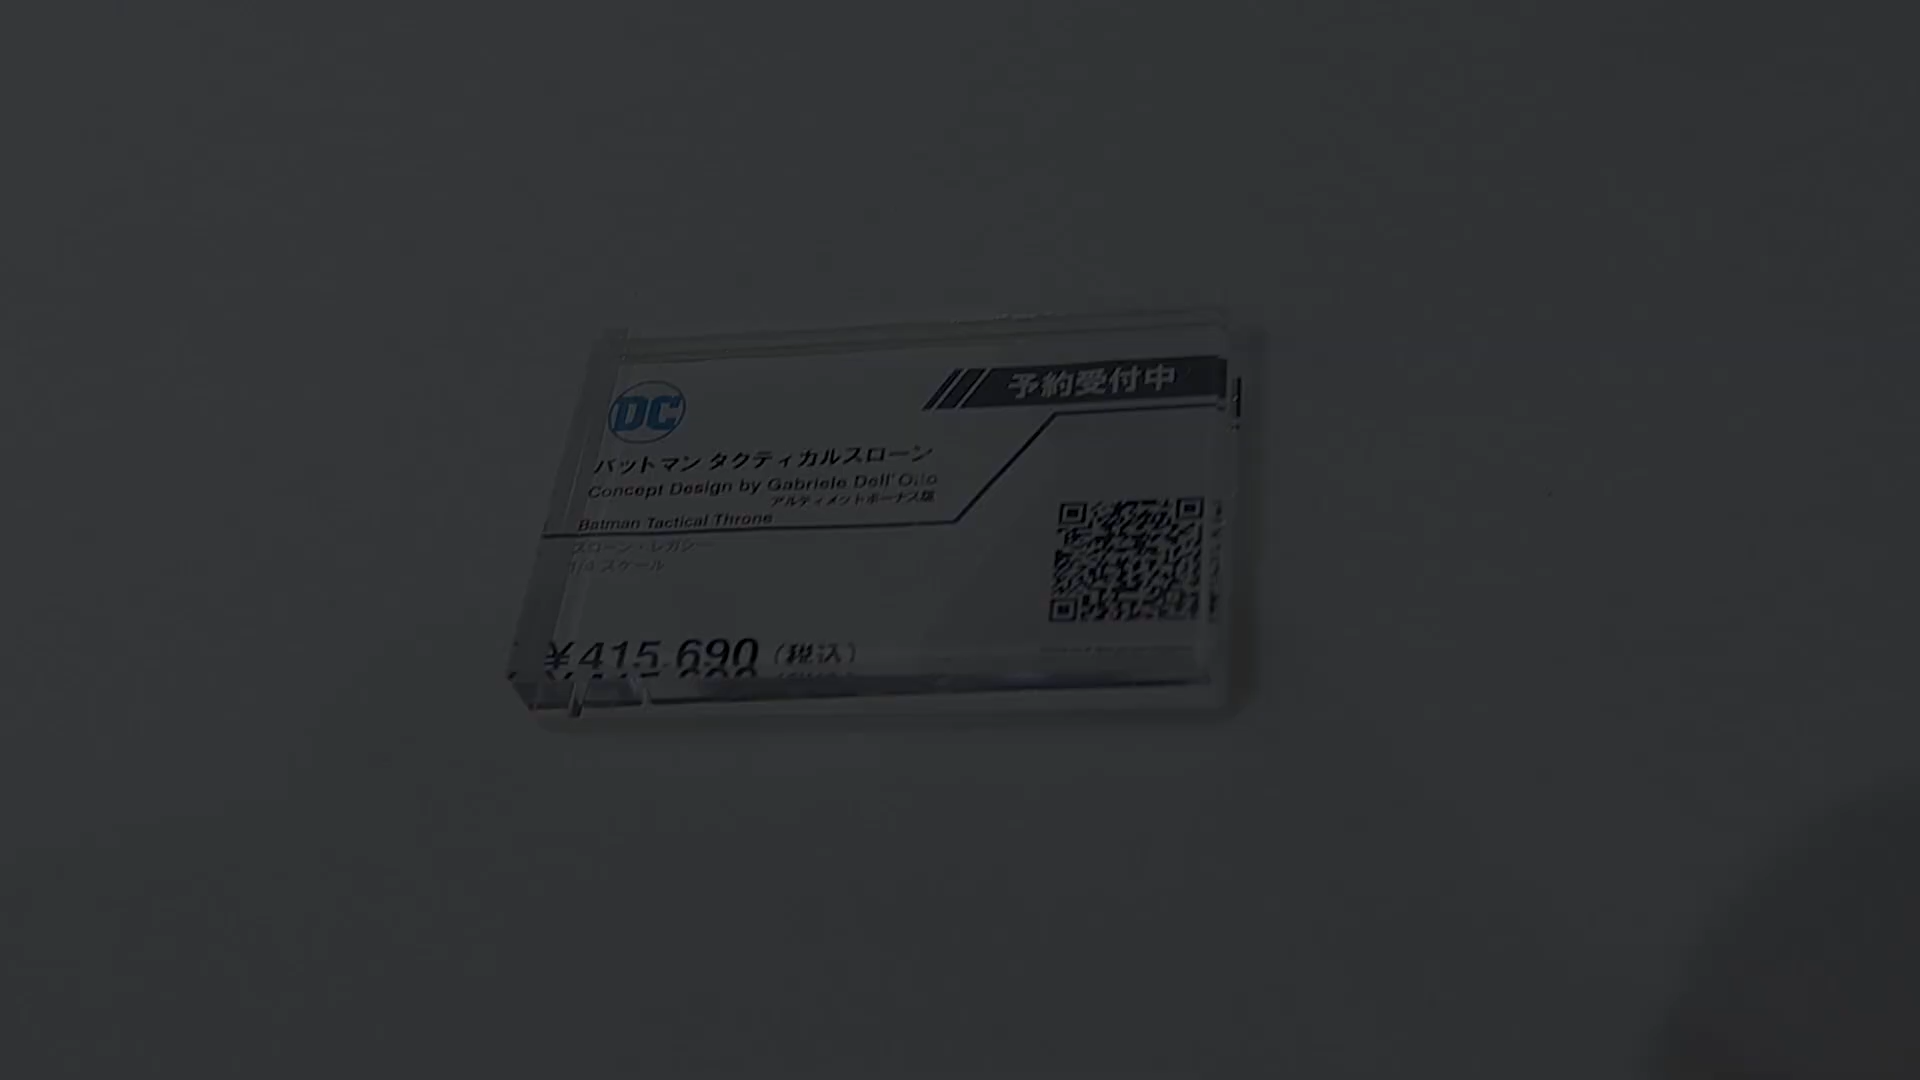 予約受付中
DC
バットマン タクティカルスローン
Concept Design by Gabriele Dell'Otto
アルティメットボーナス版
Batman Tactical Throne
スローン・レガシー
1/4 スケール
¥415,690（税込）